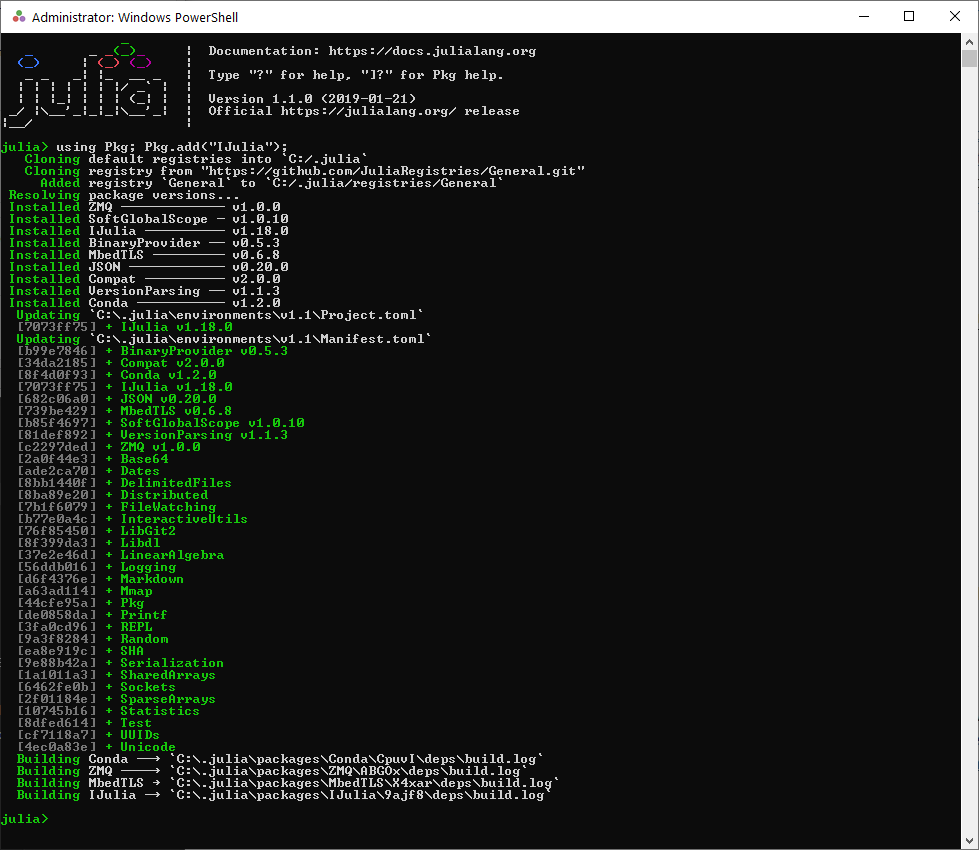 Administrator: Windows PowerShell
Documentation: https://docs.julialang.org
Type "?" for help, "]?" for Pkg help.
Version 1.1.0 (2019-01-21)
Official https://julialang.org/ release
julia> using Pkg; Pkg.add("IJulia");
Cloning default registries into `C:/.julia`
Cloning registry from "https://github.com/JuliaRegistries/General.git"
Added registry `General` to `C:/.julia/registries/General`
Resolving package versions...
Installed ZMQ ───────────── v1.0.0
Installed SoftGlobalScope ─ v1.0.10
Installed IJulia ────────── v1.18.0
Installed BinaryProvider ── v0.5.3
Installed MbedTLS ───────── v0.6.8
Installed JSON ──────────── v0.20.0
Installed Compat ────────── v2.0.0
Installed VersionParsing ── v1.1.3
Installed Conda ─────────── v1.2.0
Updating `C:\.julia\environments\v1.1\Project.toml`
[7073ff75] + IJulia v1.18.0
Updating `C:\.julia\environments\v1.1\Manifest.toml`
[b99e7846] + BinaryProvider v0.5.3
[34da2185] + Compat v2.0.0
[8f4d0f93] + Conda v1.2.0
[7073ff75] + IJulia v1.18.0
[682c06a0] + JSON v0.20.0
[739be429] + MbedTLS v0.6.8
[b85f4697] + SoftGlobalScope v1.0.10
[81def892] + VersionParsing v1.1.3
[c2297ded] + ZMQ v1.0.0
[2a0f44e3] + Base64
[ade2ca70] + Dates
[8bb1440f] + DelimitedFiles
[8ba89e20] + Distributed
[7b1f6079] + FileWatching
[b77e0a4c] + InteractiveUtils
[76f85450] + LibGit2
[8f399da3] + Libdl
[37e2e46d] + LinearAlgebra
[56ddb016] + Logging
[d6f4376e] + Markdown
[a63ad114] + Mmap
[44cfe95a] + Pkg
[de0858da] + Printf
[3fa0cd96] + REPL
[9a3f8284] + Random
[ea8e919c] + SHA
[9e88b42a] + Serialization
[1a1011a3] + SharedArrays
[6462fe0b] + Sockets
[2f01184e] + SparseArrays
[10745b16] + Statistics
[8dfed614] + Test
[cf7118a7] + UUIDs
[4ec0a83e] + Unicode
Building Conda ──→ `C:\.julia\packages\Conda\CpuvI\deps\build.log`
Building ZMQ ────→ `C:\.julia\packages\ZMQ\ABGOx\deps\build.log`
Building MbedTLS → `C:\.julia\packages\MbedTLS\X4xar\deps\build.log`
Building IJulia ─→ `C:\.julia\packages\IJulia\9ajf8\deps\build.log`
julia>